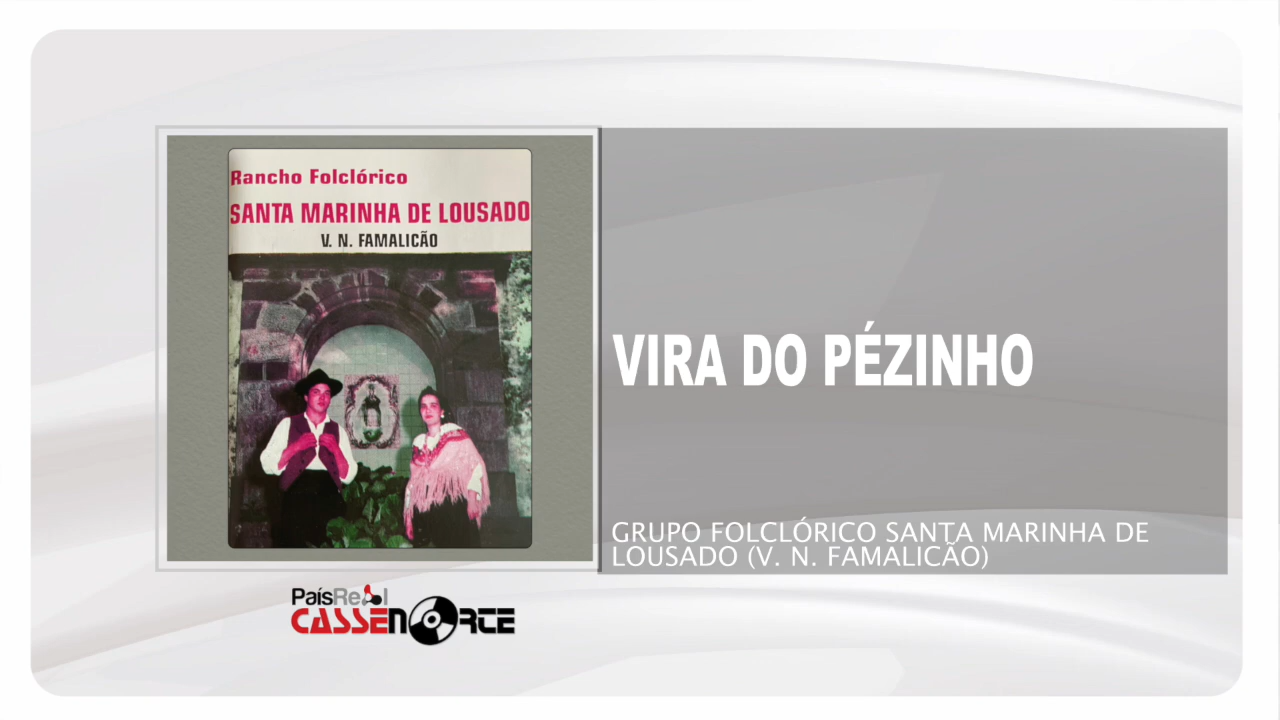 Rancho Folclórico
SANTA MARINHA DE LOUSADO
V. N. FAMALICÃO
VIRA DO PÉZINHO
GRUPO FOLCLÓRICO SANTA MARINHA DE
LOUSADO (V. N. FAMALICÃO)
PaísReal
CASSENORTE